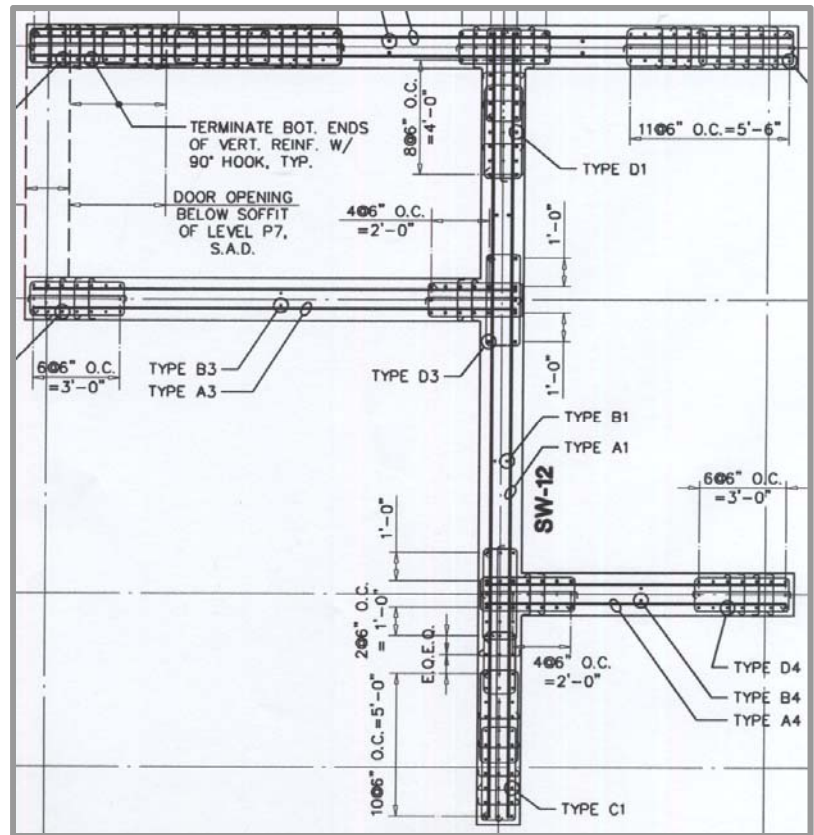 TERMINATE BOT. ENDS
OF VERT. REINF. W/
90° HOOK, TYP.
DOOR OPENING
BELOW SOFFIT
OF LEVEL P7,
S.A.D.
8@6" O.C.
=4'-0"
11@6" O.C.=5'-6"
TYPE D1
4@6" O.C.
=2'-0"
1'-0"
6@6" O.C.
=3'-0"
TYPE B3
TYPE A3
TYPE D3
1'-0"
TYPE B1
TYPE A1
SW-12
6@6" O.C.
=3'-0"
1'-0"
2@6" O.C.
= 1'-0"
E.Q.E.Q.
4@6" O.C.
=2'-0"
TYPE D4
TYPE B4
TYPE A4
10@6" O.C.=5'-0"
TYPE C1